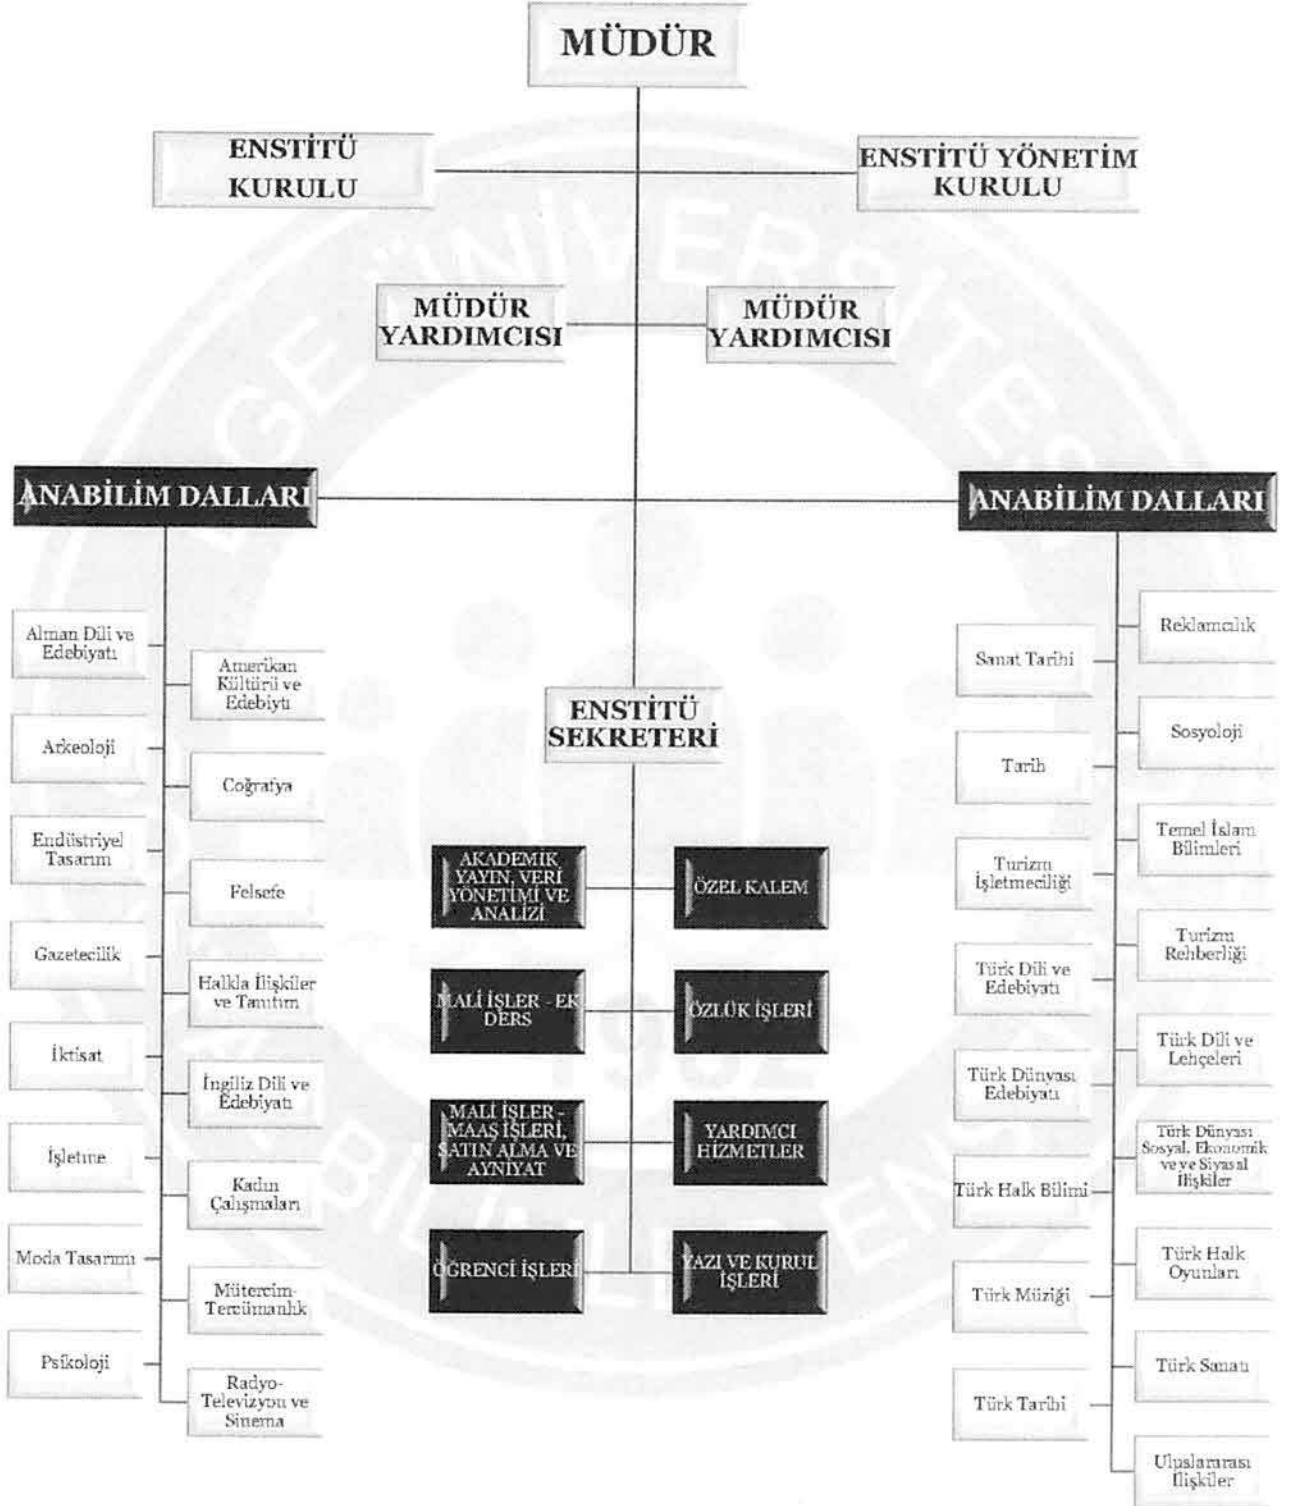 MÜDÜR
ENSTİTÜ
KURULU
ENSTİTÜ YÖNETİM
KURULU
MÜDÜR
YARDIMCISI
MÜDÜR
YARDIMCISI
ANABİLİM DALLARI
ANABİLİM DALLARI
Alman Dili ve
Edebiyatı
Amerikan
Kültürü ve
Edebiytı
Arkeoloji
Coğrafya
Endüstriyel
Tasarım
Felsefe
Gazetecilik
Halkla İlişkiler
ve Tanıtım
İktisat
İngiliz Dili ve
Edebiyatı
İşletme
Kadın
Çalışmaları
Moda Tasarımı
Mütercim-
Tercümanlık
Psikoloji
Radyo-
Televizyon ve
Sinema
ENSTİTÜ
SEKRETERİ
AKADEMİK
YAYIN, VERİ
YÖNETİMİ VE
ANALİZİ
ÖZEL KALEM
MALİ İŞLER - EK
DERS
ÖZLÜK İŞLERİ
MALİ İŞLER -
MAAŞ İŞLERİ,
SATIN ALMA VE
AYNİYAT
YARDIMCI
HİZMETLER
ÖĞRENCİ İŞLERİ
YAZI VE KURUL
İŞLERİ
Reklamcılık
Sanat Tarihi
Sosyoloji
Tarih
Temel İslam
Bilimleri
Turizm
İşletmeciliği
Turizm
Rehberliği
Türk Dili ve
Edebiyatı
Türk Dili ve
Lehçeleri
Türk Dünyası
Edebiyatı
Türk Dünyası
Sosyal, Ekonomik
ve ve Siyasal
İlişkiler
Türk Halk Bilimi
Türk Halk
Oyunları
Türk Müziği
Türk Sanatı
Türk Tarihi
Uluslararası
İlişkiler
EGE ÜNİVERSİTESİ